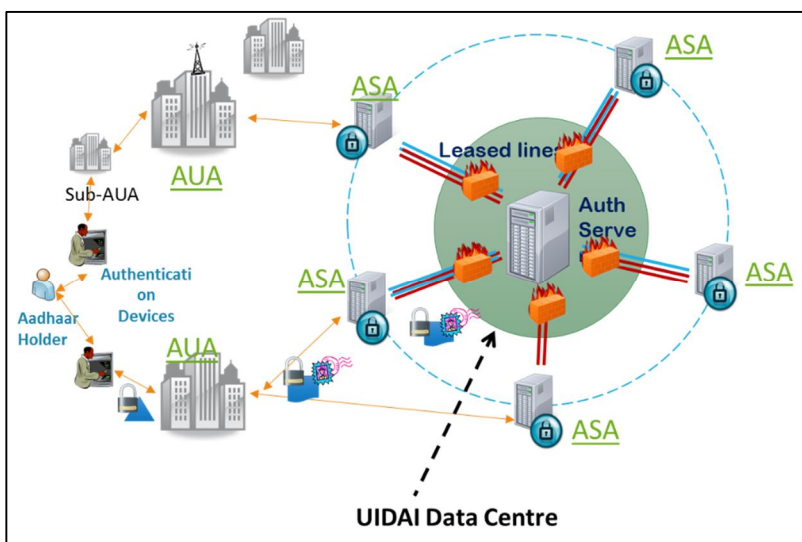 ASA
ASA
Leased line
AUA
Sub-AUA
Auth
Serve
Authenticati
on
Devices
ASA
ASA
Aadhaar
Holder
AUA
ASA
UIDAI Data Centre